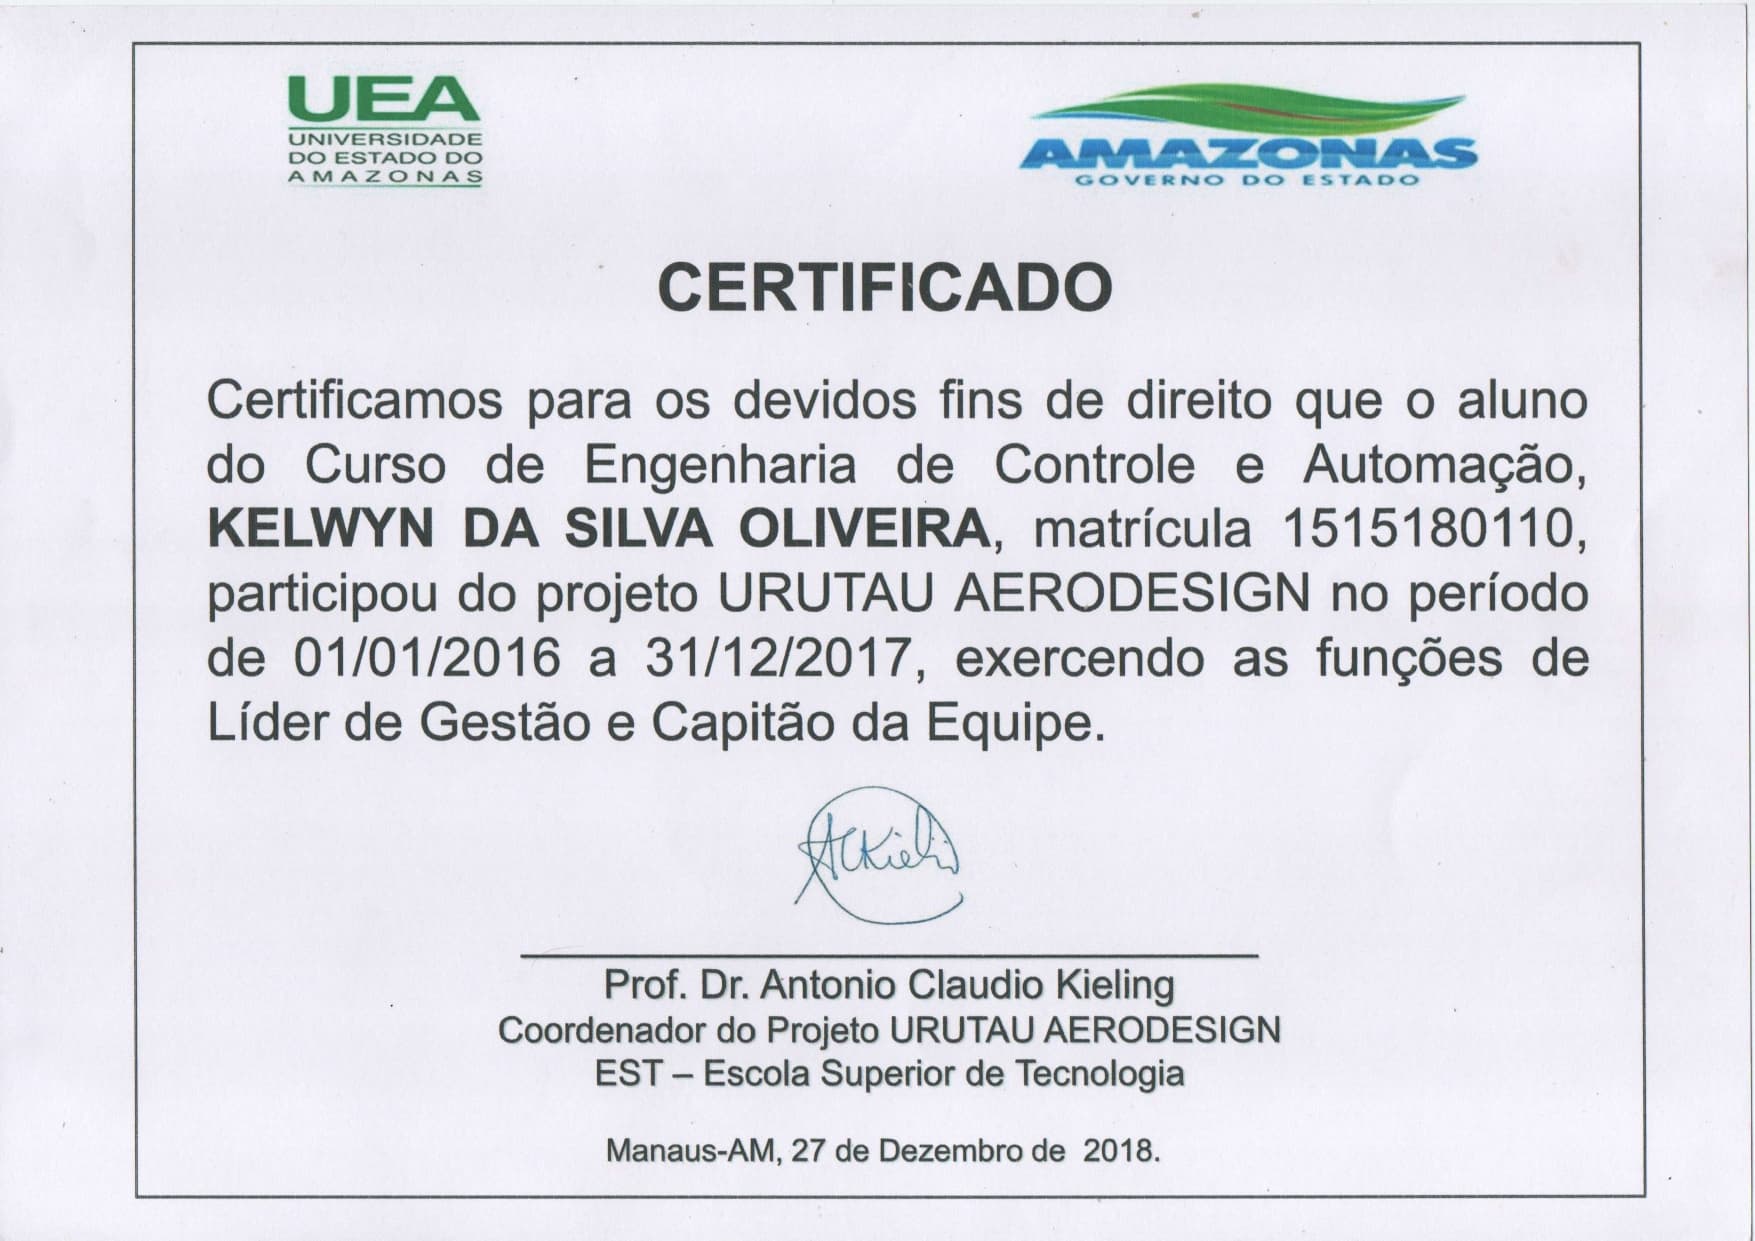 UEA
UNIVERSIDADE
DO ESTADO DO
AMAZONAS
AMAZONAS
GOVERNO DO ESTADO
CERTIFICADO
Certificamos para os devidos fins de direito que o aluno
do Curso de Engenharia de Controle e Automação,
KELWYN DA SILVA OLIVEIRA, matrícula 1515180110,
participou do projeto URUTAU AERODESIGN no período
de 01/01/2016 a 31/12/2017, exercendo as funções de
Líder de Gestão e Capitão da Equipe.
Prof. Dr. Antonio Claudio Kieling
Coordenador do Projeto URUTAU AERODESIGN
EST – Escola Superior de Tecnologia
Manaus-AM, 27 de Dezembro de 2018.